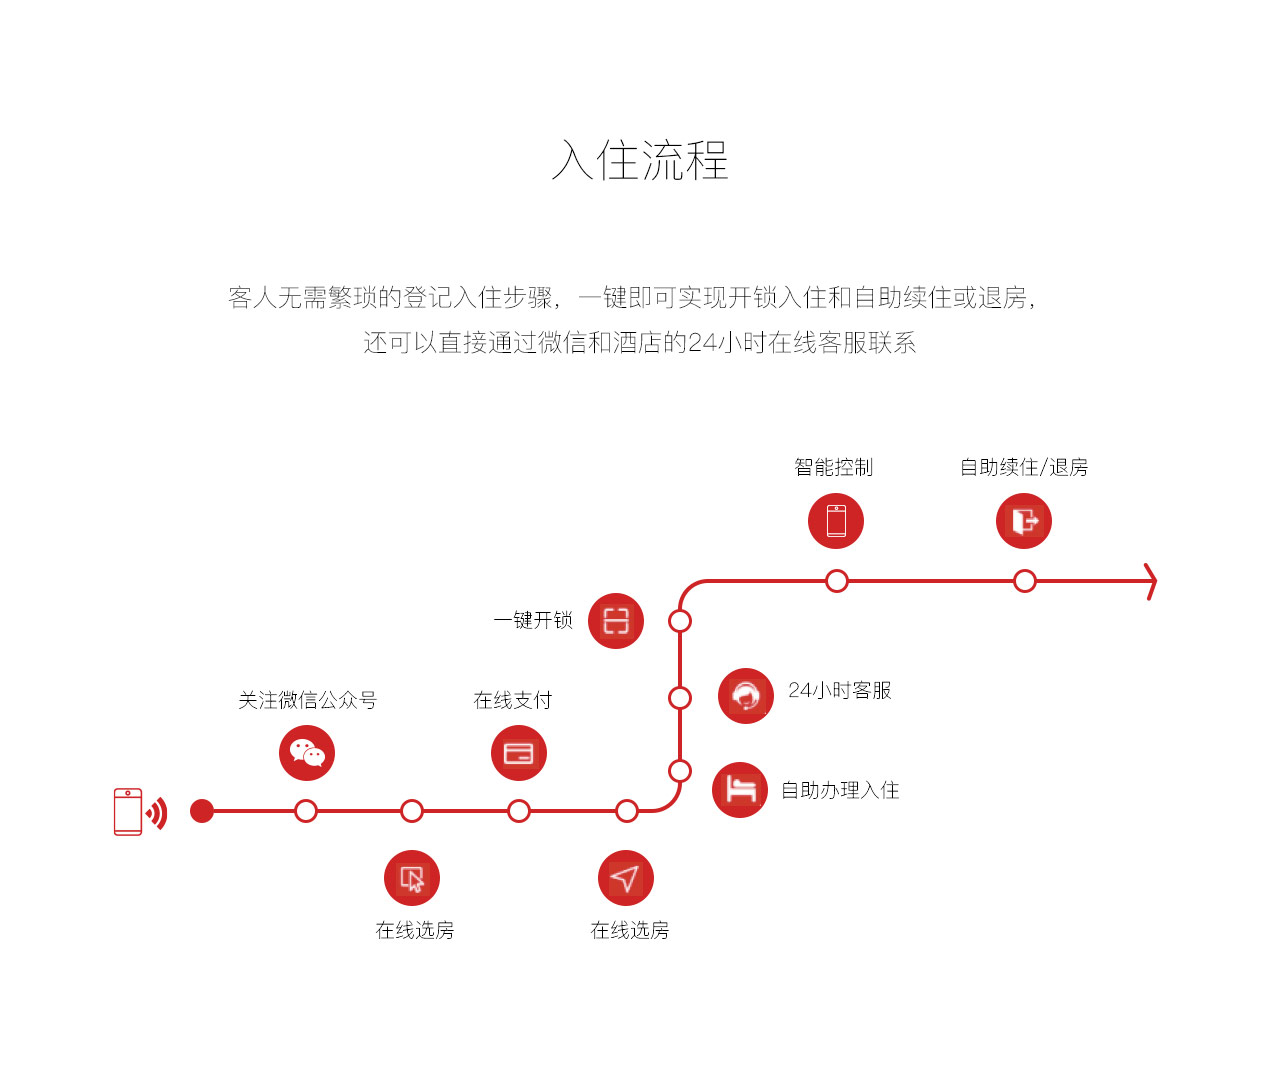 入住流程
客人无需繁琐的登记入住步骤，一键即可实现开锁入住和自助续住或退房，
还可以直接通过微信和酒店的24小时在线客服联系
智能控制
自助续住/退房
一键开锁
24小时客服
关注微信公众号
在线支付
自助办理入住
在线选房
在线选房